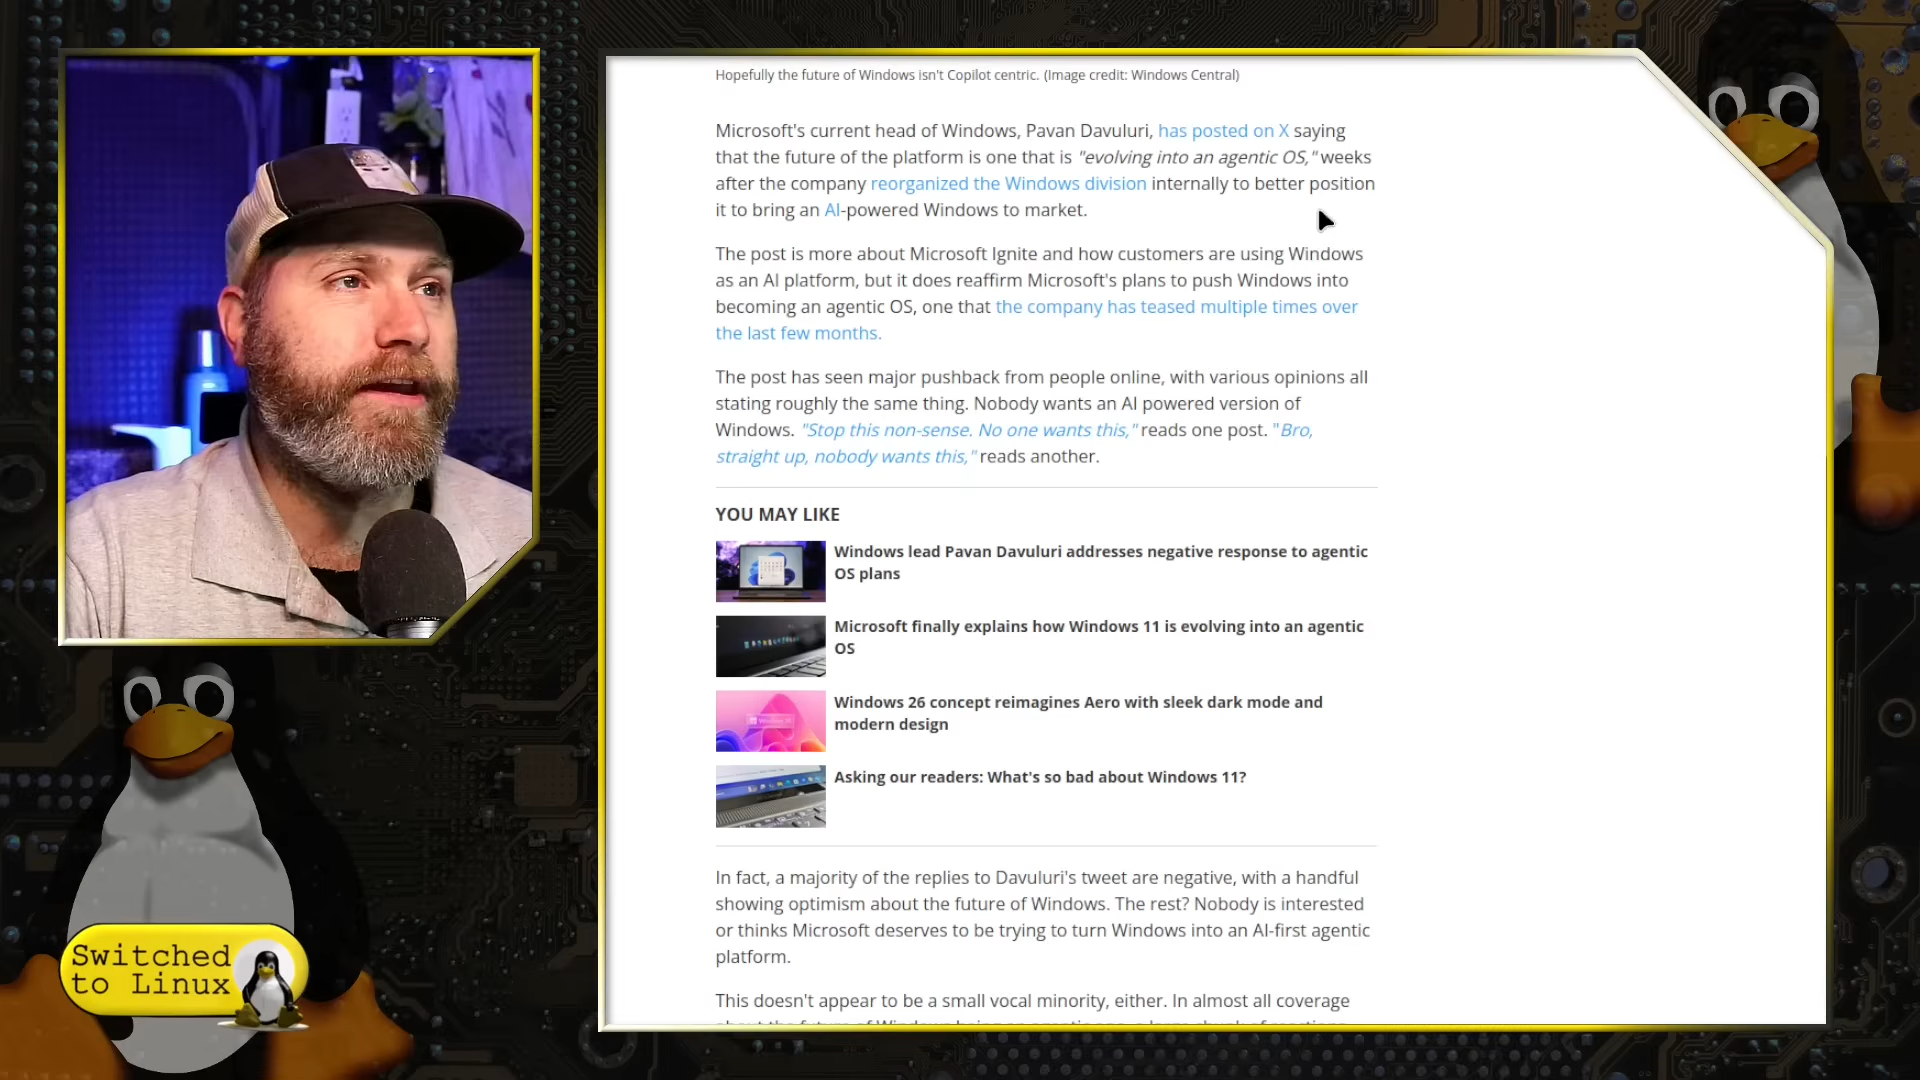 Hopefully the future of Windows isn't Copilot centric. (Image credit: Windows Central)
Microsoft's current head of Windows, Pavan Davuluri, has posted on X saying
that the future of the platform is one that is "evolving into an agentic OS," weeks
after the company reorganized the Windows division internally to better position
it to bring an AI-powered Windows to market.
The post is more about Microsoft Ignite and how customers are using Windows
as an AI platform, but it does reaffirm Microsoft's plans to push Windows into
becoming an agentic OS, one that the company has teased multiple times over
the last few months.
The post has seen major pushback from people online, with various opinions all
stating roughly the same thing. Nobody wants an AI powered version of
Windows. "Stop this non-sense. No one wants this," reads one post. "Bro,
straight up, nobody wants this," reads another.
YOU MAY LIKE
Windows lead Pavan Davuluri addresses negative response to agentic
OS plans
Microsoft finally explains how Windows 11 is evolving into an agentic
OS
Windows 26 concept reimagines Aero with sleek dark mode and
modern design
Asking our readers: What's so bad about Windows 11?
In fact, a majority of the replies to Davuluri's tweet are negative, with a handful
showing optimism about the future of Windows. The rest? Nobody is interested
or thinks Microsoft deserves to be trying to turn Windows into an AI-first agentic
platform.
This doesn't appear to be a small vocal minority, either. In almost all coverage
Switched
to Linux